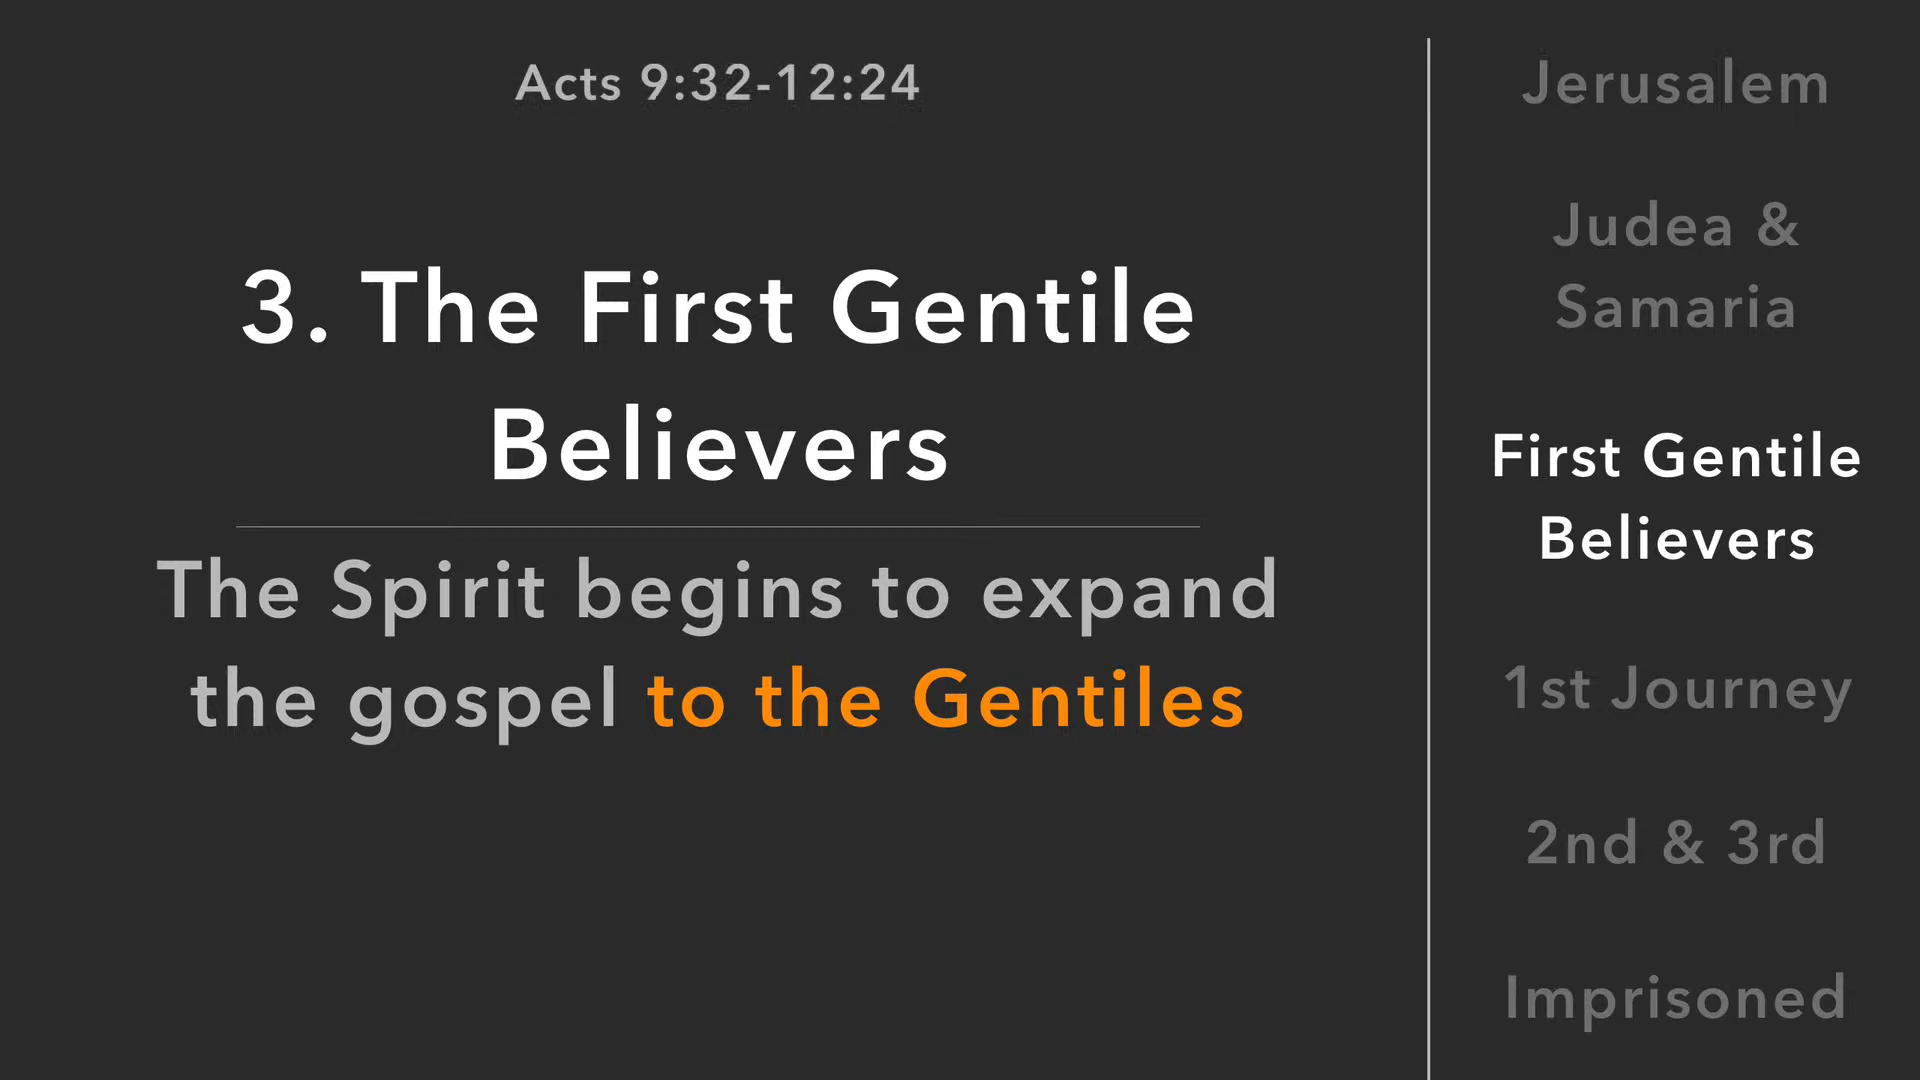 Acts 9:32-12:24
3. The First Gentile
Believers
The Spirit begins to expand
the gospel to the Gentiles
Jerusalem
Judea &
Samaria
First Gentile
Believers
1st Journey
2nd & 3rd
Imprisoned